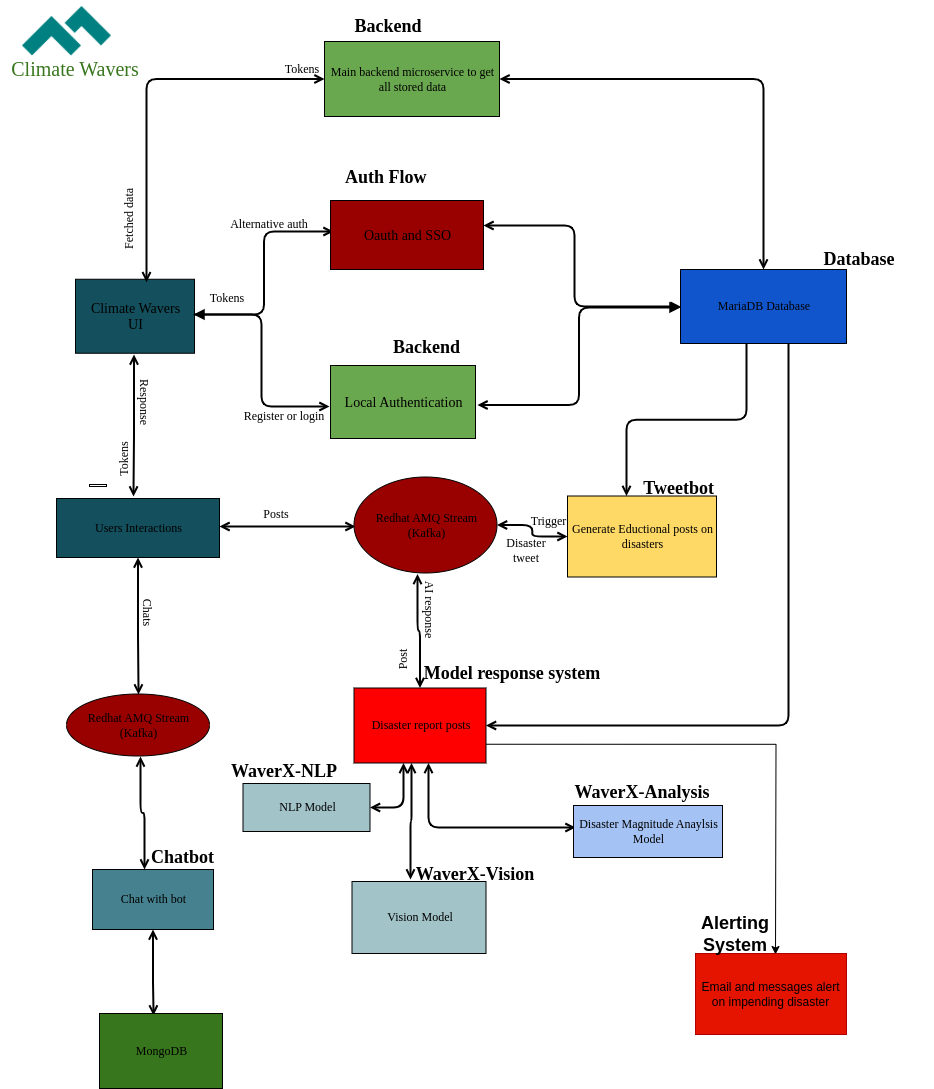 Climate Wavers
Backend
Main backend microservice to get
all stored data
Tokens
Fetched data
Auth Flow
Alternative auth
Oauth and SSO
Database
MariaDB Database
Climate Wavers
UI
Tokens
Backend
Local Authentication
Register or login
Response
Tokens
Users Interactions
Posts
Redhat AMQ Stream
(Kafka)
Trigger
Disaster
tweet
Tweetbot
Generate Eductional posts on
disasters
Chats
AI response
Post
Model response system
Disaster report posts
Redhat AMQ Stream
(Kafka)
WaverX-NLP
NLP Model
WaverX-Analysis
Disaster Magnitude Anaylsis
Model
WaverX-Vision
Vision Model
Chatbot
Chat with bot
Alerting
System
Email and messages alert
on impending disaster
MongoDB